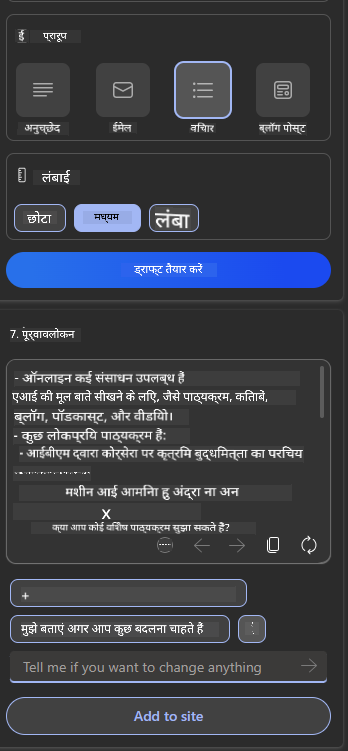 प्रारूप
अनुच्छेद
ईमेल
विचार
ब्लॉग पोस्ट
लंबाई
छोटा
मध्यम
लंबा
ड्राफ्ट तैयार करें
7. पूर्वावलोकन
- ऑनलाइन कई संसाधन उपलब्ध हैं
एआई की मूल बातें सीखने के लिए, जैसे पाठ्यक्रम, किताबें,
ब्लॉग, पॉडकास्ट, और वीडियो।
- कुछ लोकप्रिय पाठ्यक्रम हैं:
- आईबीएम द्वारा कोर्सेरा पर कृत्रिम बुद्धिमत्ता का परिचय
मशीन आई आमिना हु अंद्रा ना अन
X
क्या आप कोई विशेष पाठ्यक्रम सुझा सकते हैं?
+
मुझे बताएं अगर आप कुछ बदलना चाहते हैं
Tell me if you want to change anything
Add to site